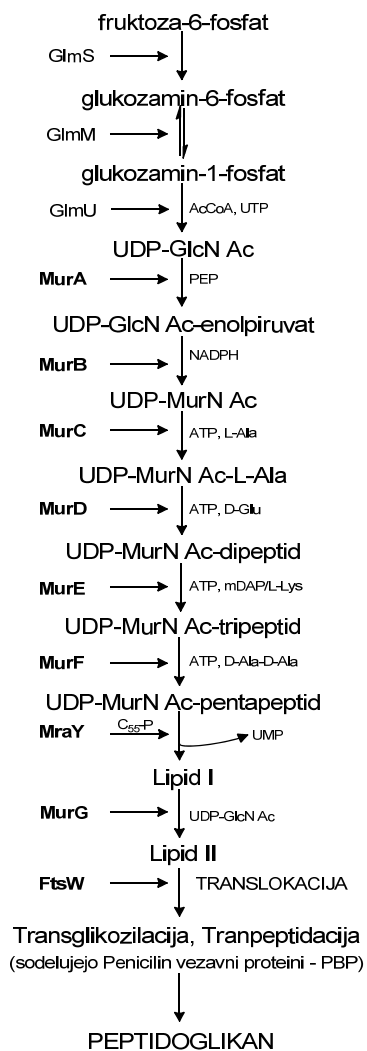 fruktoza-6-fosfat
GlmS
glukozamin-6-fosfat
GlmM
glukozamin-1-fosfat
GlmU AcCoA, UTP
UDP-GlcN Ac
MurA PEP
UDP-GlcN Ac-enolpiruvat
MurB NADPH
UDP-MurN Ac
MurC ATP, L-Ala
UDP-MurN Ac-L-Ala
MurD ATP, D-Glu
UDP-MurN Ac-dipeptid
MurE ATP, mDAP/L-Lys
UDP-MurN Ac-tripeptid
MurF ATP, D-Ala-D-Ala
UDP-MurN Ac-pentapeptid
MraY C55-P UMP
Lipid I
MurG UDP-GlcN Ac
Lipid II
FtsW TRANSLOKACIJA
Transglikozilacija, Tranpeptidacija
(sodelujejo Penicilin vezavni proteini - PBP)
PEPTIDOGLIKAN